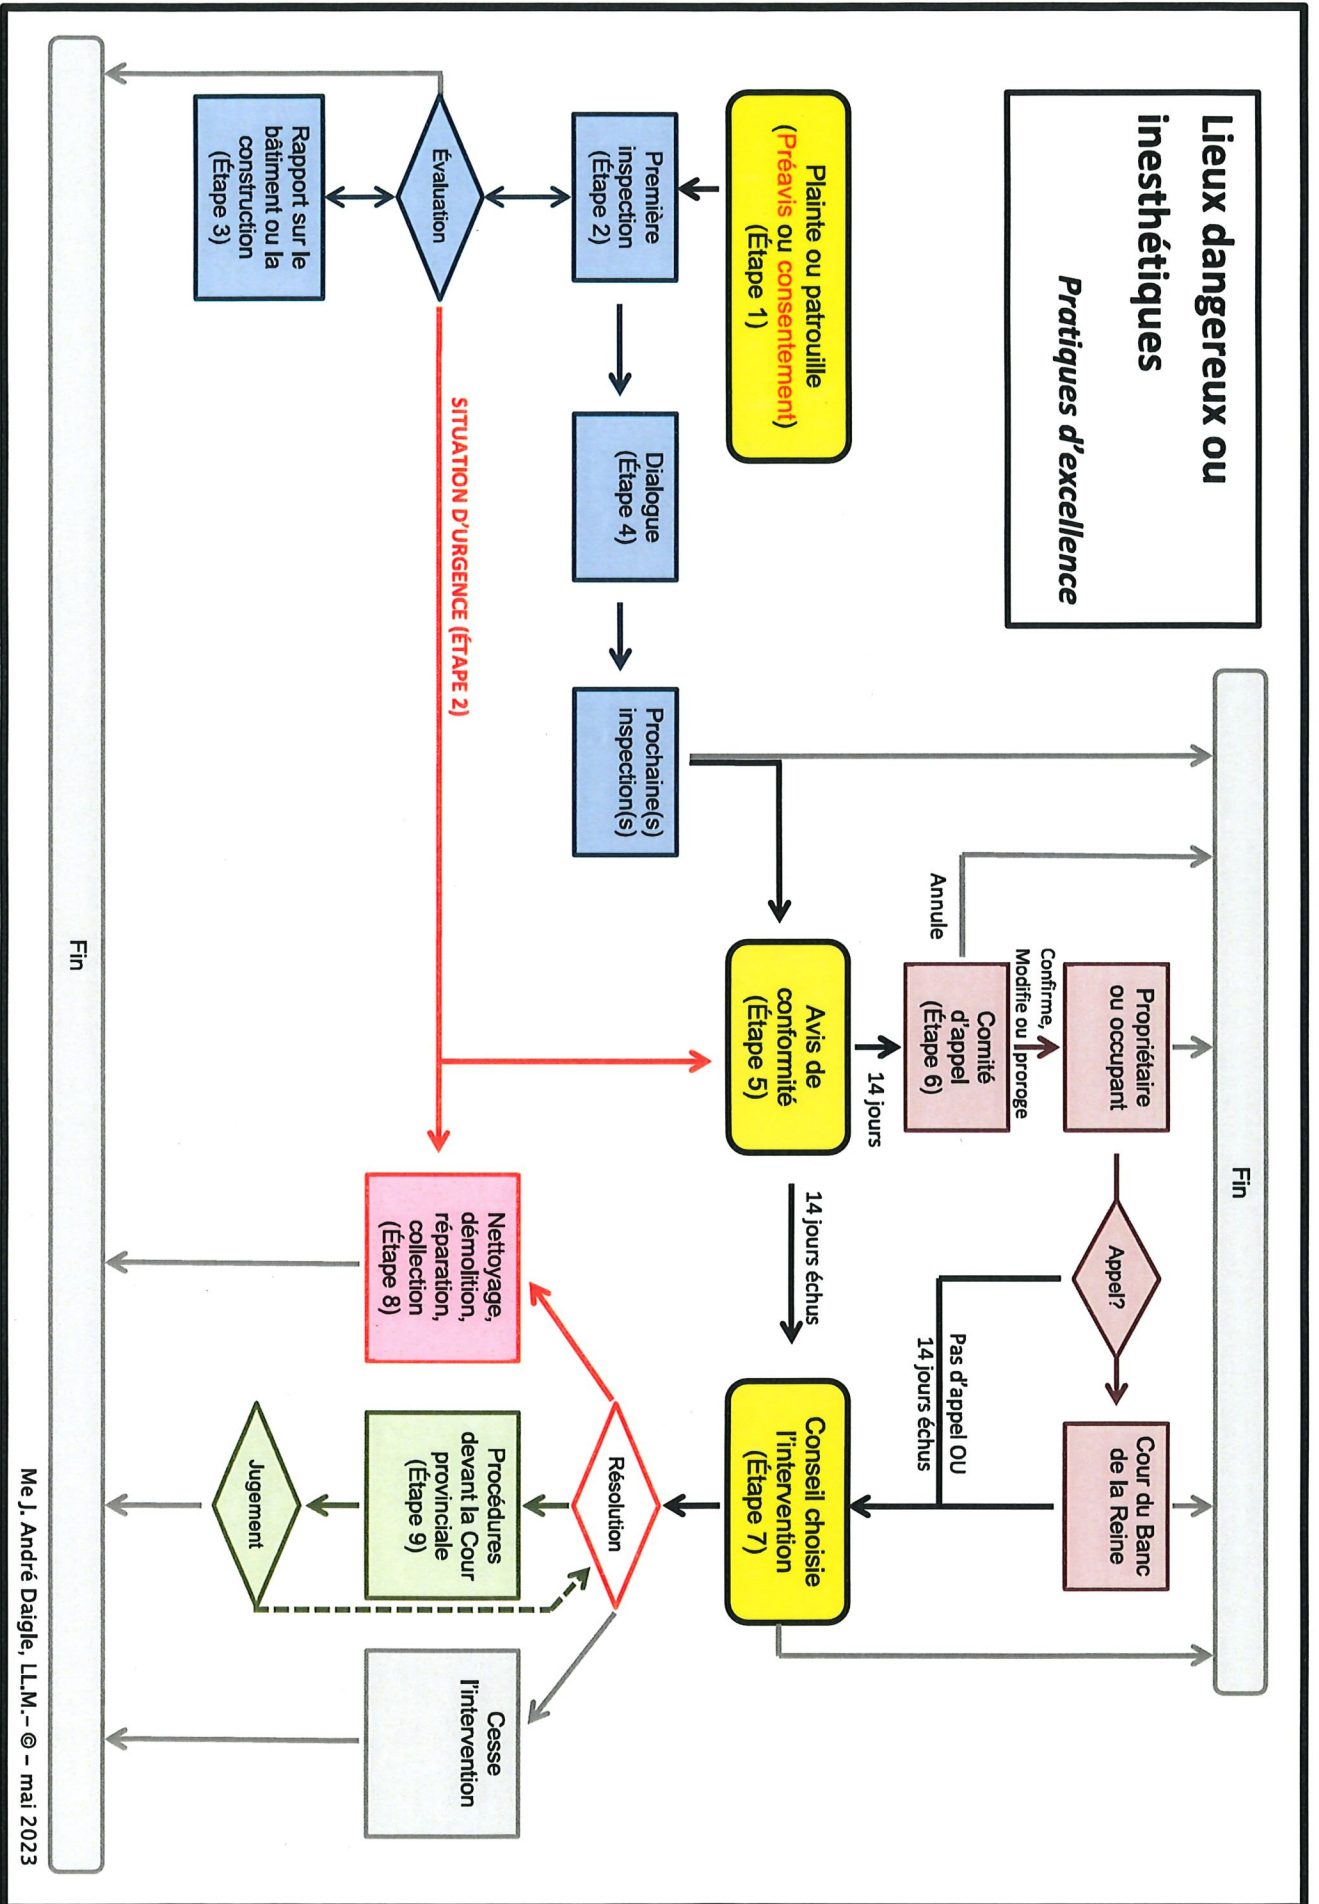 Lieux dangereux ou
inesthétiques
Pratiques d'excellence
Fin
Plainte ou patrouille
(Préavis ou consentement)
(Étape 1)
Première
inspection
(Étape 2)
Dialogue
(Étape 4)
Prochaine(s)
inspection(s)
Évaluation
Rapport sur le
bâtiment ou la
construction
(Étape 3)
SITUATION D'URGENCE (ÉTAPE 2)
Avis de
conformité
(Étape 5)
14 jours
Comité
d'appel
(Étape 6)
Annule
Confirme,
Modifie ou proroge
Propriétaire
ou occupant
Appel?
Cour du Banc
de la Reine
Pas d'appel OU
14 jours échus
14 jours échus
Conseil choisie
l'intervention
(Étape 7)
Résolution
Nettoyage,
démolition,
réparation,
collection
(Étape 8)
Procédures
devant la Cour
provinciale
(Étape 9)
Jugement
Cesse
l'intervention
Fin
Me J. André Daigle, LL.M.– © – mai 2023